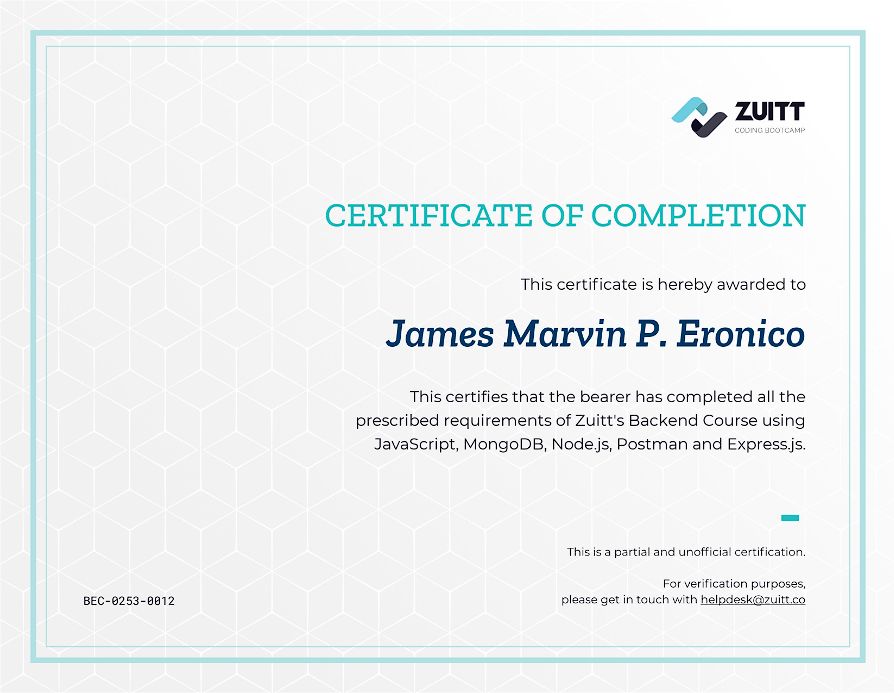 ZUITT
CODING BOOTCAMP
CERTIFICATE OF COMPLETION
This certificate is hereby awarded to
James Marvin P. Eronico
This certifies that the bearer has completed all the
prescribed requirements of Zuitt's Backend Course using
JavaScript, MongoDB, Node.js, Postman and Express.js.
This is a partial and unofficial certification.
For verification purposes,
please get in touch with helpdesk@zuitt.co
BEC-0253-0012